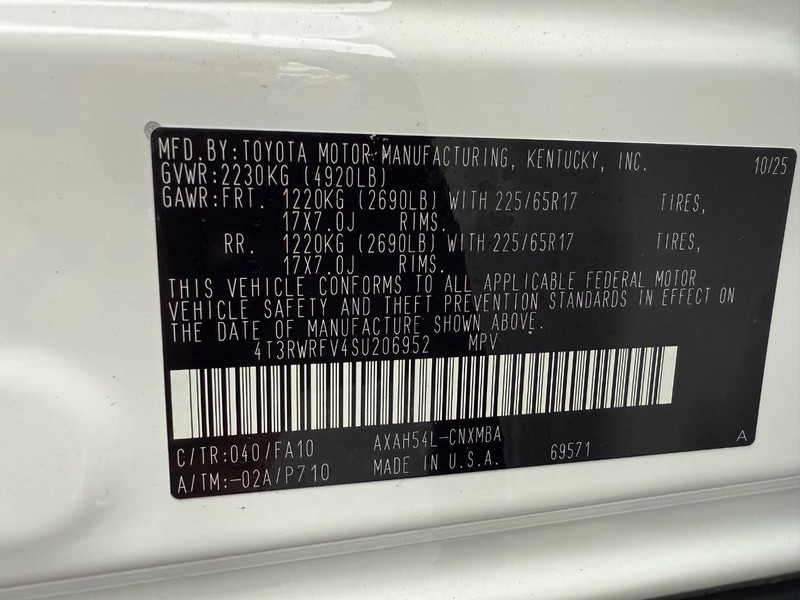 MFD.BY:TOYOTA MOTOR MANUFACTURING, KENTUCKY, INC. 10/25
GVWR:2230KG (4920LB)
GAWR:FRT. 1220KG (2690LB) WITH 225/65R17 TIRES,
17X7.0J RIMS.
RR. 1220KG (2690LB) WITH 225/65R17 TIRES,
17X7.0J RIMS.
THIS VEHICLE CONFORMS TO ALL APPLICABLE FEDERAL MOTOR
VEHICLE SAFETY AND THEFT PREVENTION STANDARDS IN EFFECT ON
THE DATE OF MANUFACTURE SHOWN ABOVE.
4T3RWRFV4SU206952 MPV
C/TR:040/FA10 AXAH54L-CNXMBA
A/TM:-02A/P710 MADE IN U.S.A. 69571 A